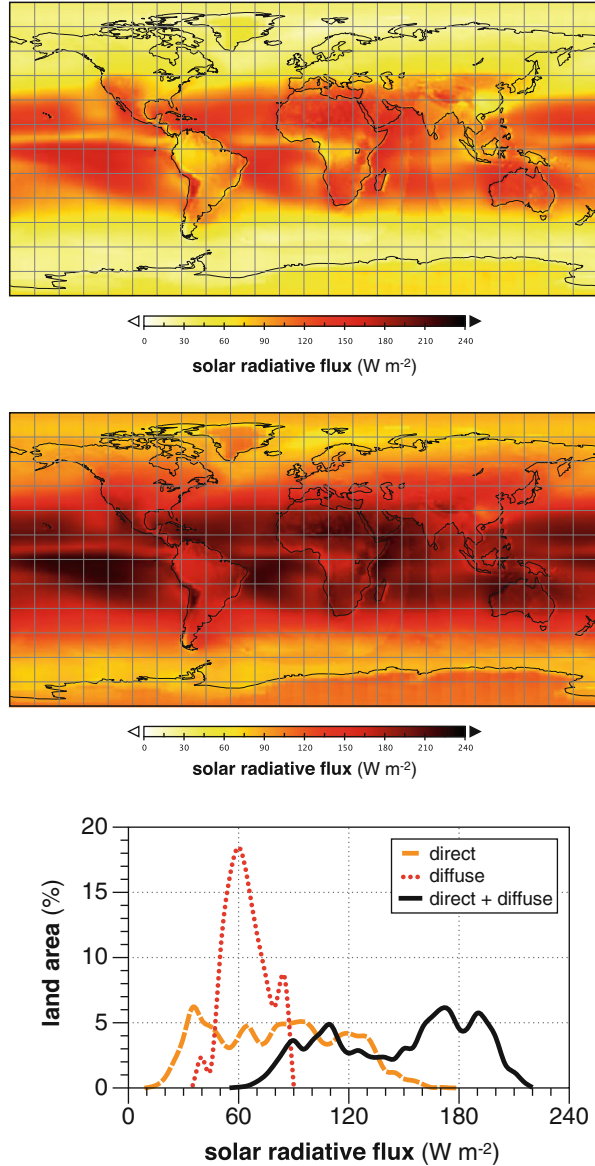 0 30 60 90 120 150 180 210 240
solar radiative flux (W m-2)
0 30 60 90 120 150 180 210 240
solar radiative flux (W m-2)
20
15
10
5
0
land area (%)
direct
diffuse
direct + diffuse
0 60 120 180 240
solar radiative flux (W m-2)